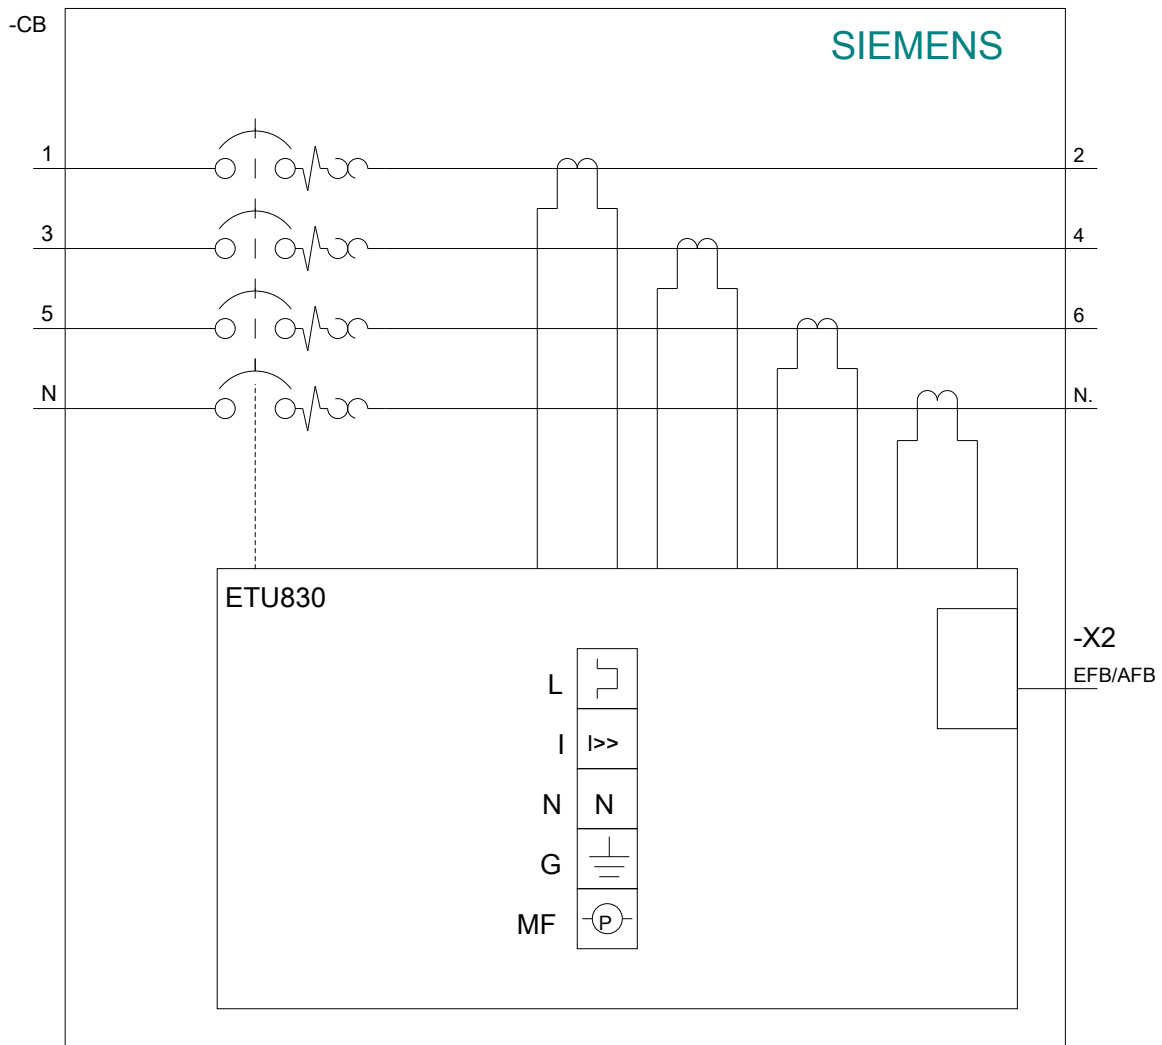 -CB
SIEMENS
1
2
3
4
5
6
N
N.
ETU830
-X2
EFB/AFB
L
I I>>
N N
G
MF P